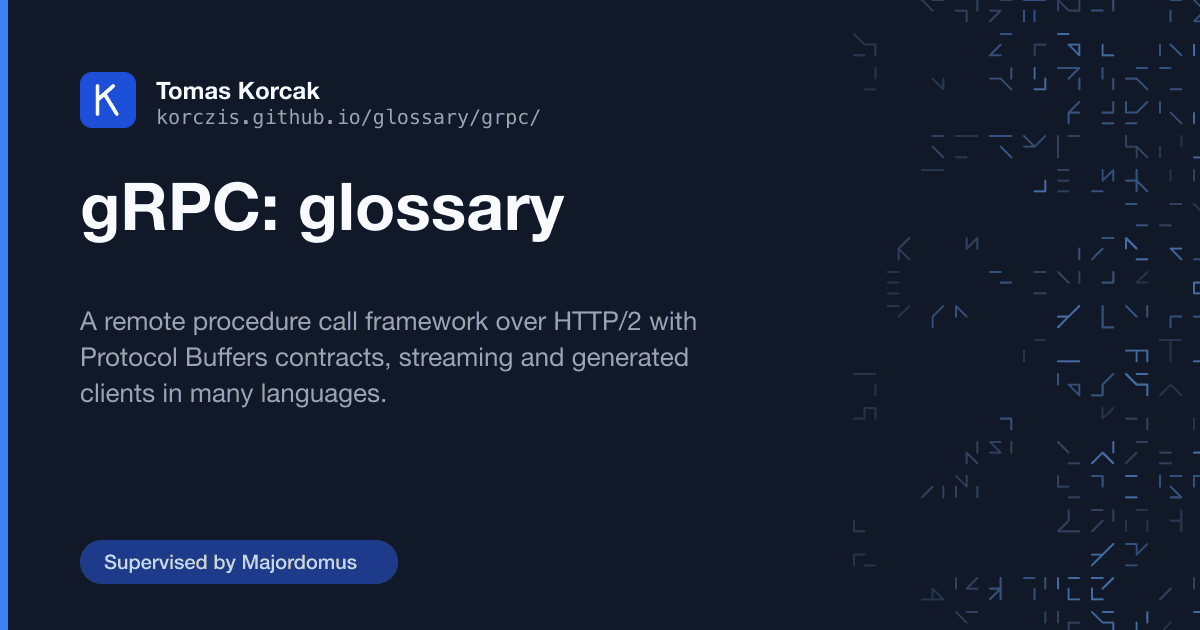 K
Tomas Korcak
korczis.github.io/glossary/grpc/
gRPC: glossary
A remote procedure call framework over HTTP/2 with
Protocol Buffers contracts, streaming and generated
clients in many languages.
Supervised by Majordomus